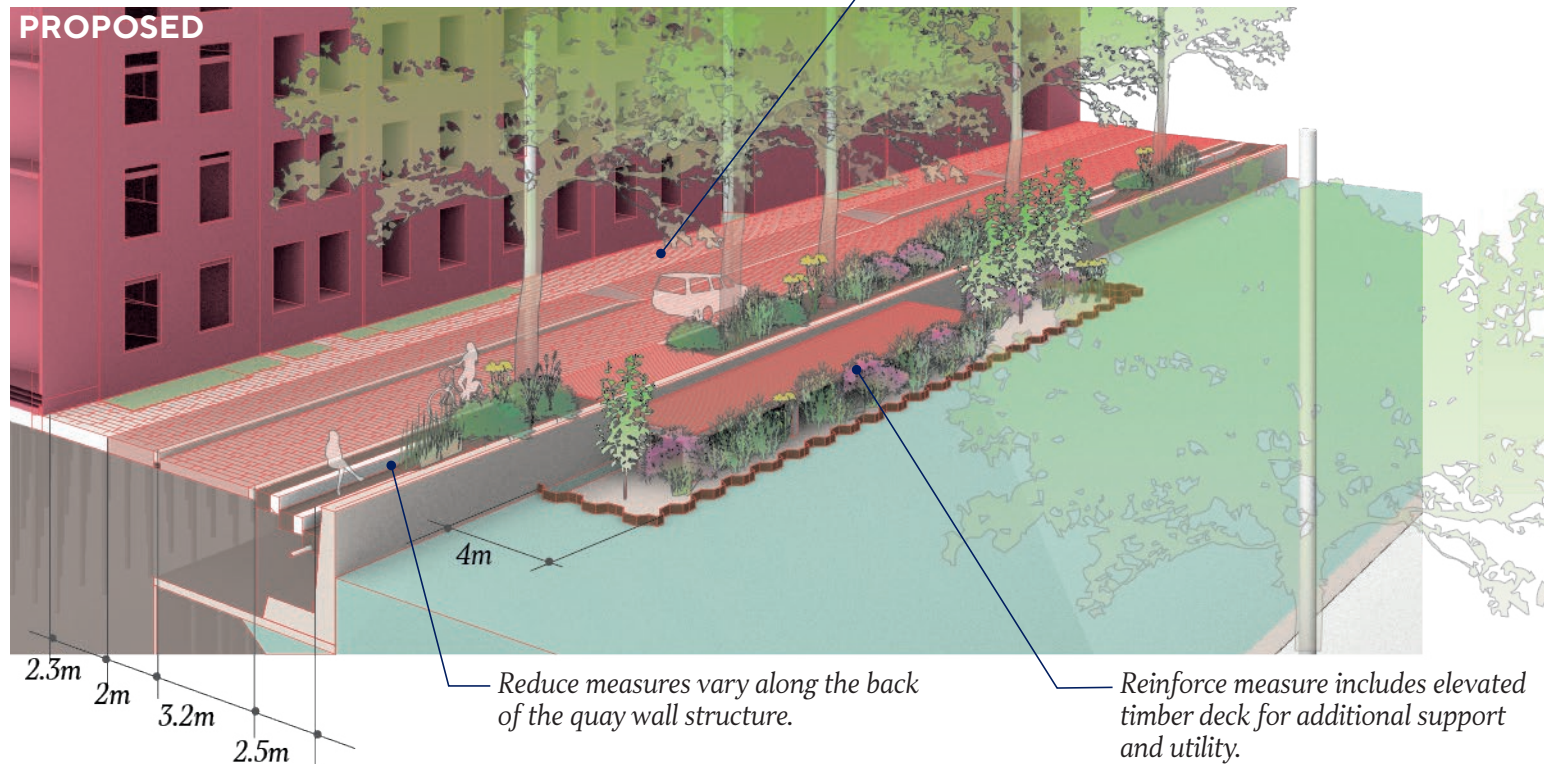 PROPOSED
4m
2.3m
2m
3.2m
2.5m
Reduce measures vary along the back
of the quay wall structure.
Reinforce measure includes elevated
timber deck for additional support
and utility.